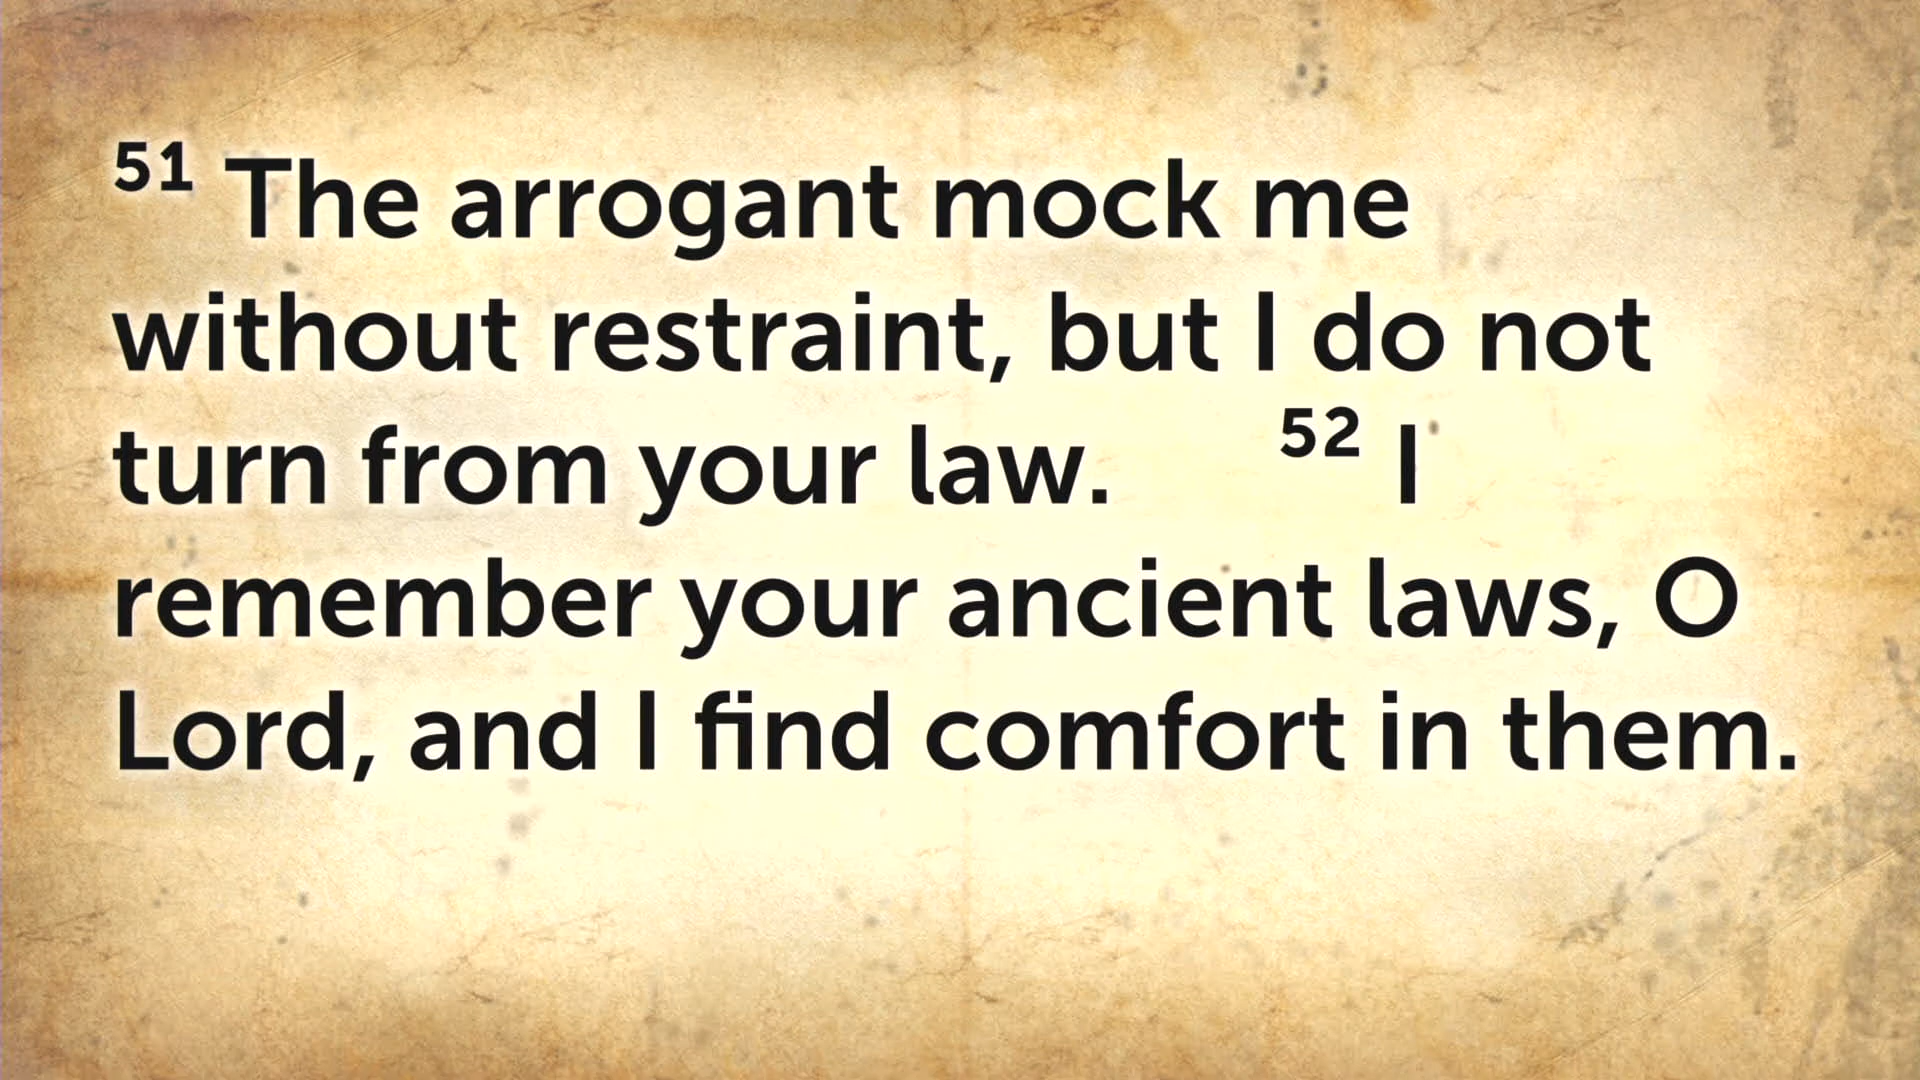 51 The arrogant mock me
without restraint, but I do not
turn from your law. 52 I
remember your ancient laws, O
Lord, and I find comfort in them.